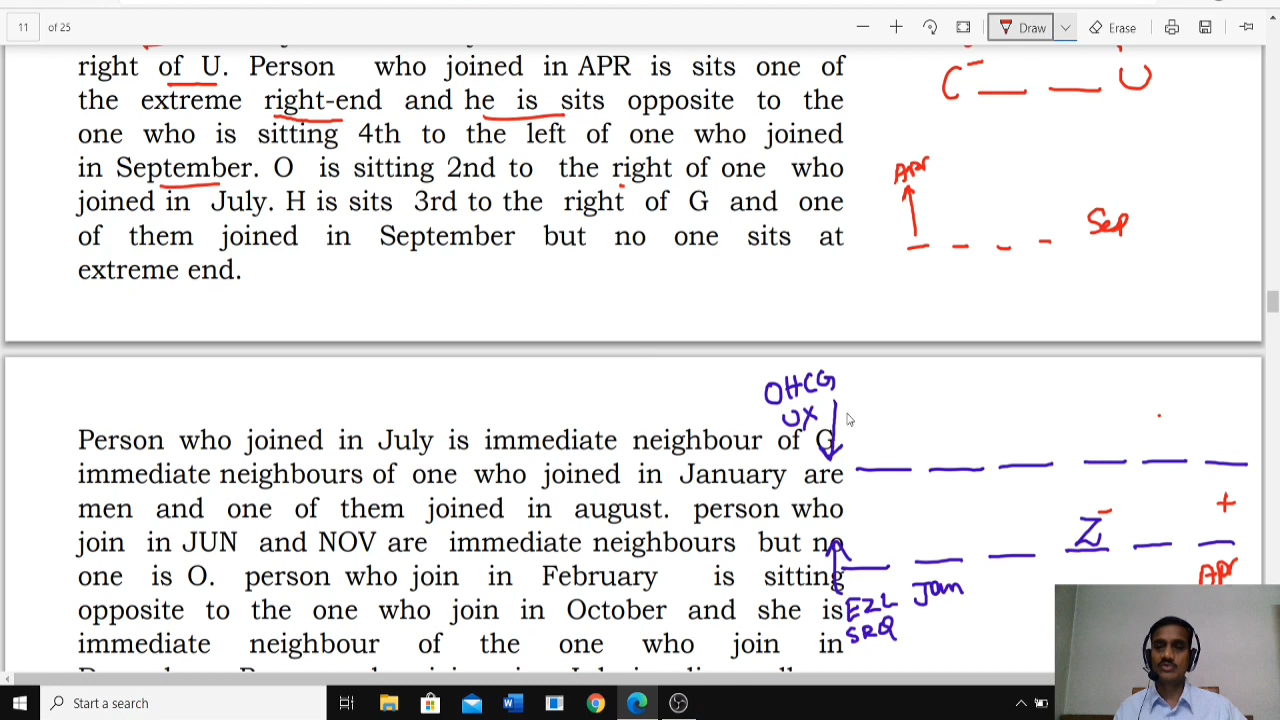 11 of 25
Draw
Erase
right of U. Person who joined in APR is sits one of
the extreme right-end and he is sits opposite to the
one who is sitting 4th to the left of one who joined
in September. O is sitting 2nd to the right of one who
joined in July. H is sits 3rd to the right of G and one
of them joined in September but no one sits at
extreme end.
C U
Apr
Sep
OHCG
UX
Person who joined in July is immediate neighbour of G
immediate neighbours of one who joined in January are
men and one of them joined in august. person who
join in JUN and NOV are immediate neighbours but no
one is O. person who join in February is sitting
opposite to the one who join in October and she is
immediate neighbour of the one who join in
Z
Apr
Jan
EZL
SRQ
Start a search